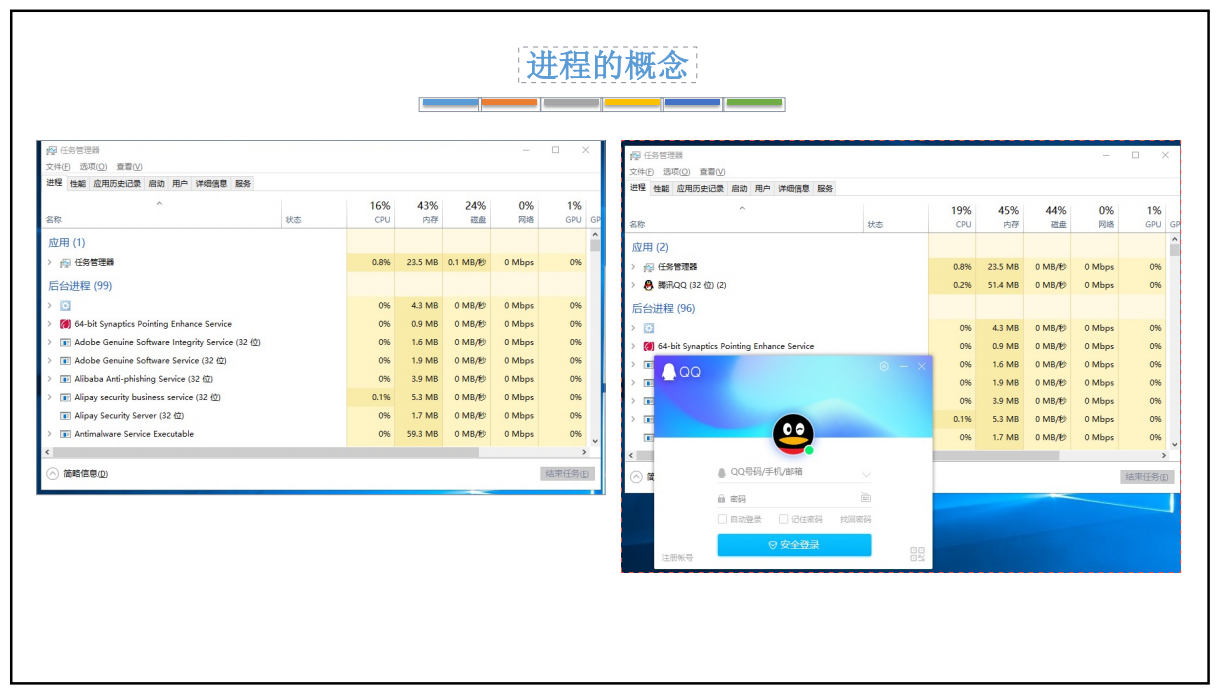 进程的概念
任务管理器
文件(F) 选项(O) 查看(V)
进程 性能 应用历史记录 启动 用户 详细信息 服务
16% 43% 24% 0% 1%
名称 状态 CPU 内存 磁盘 网络 GPU GP
应用 (1)
任务管理器 0.8% 23.5 MB 0.1 MB/秒 0 Mbps 0%
后台进程 (99)
0% 4.3 MB 0 MB/秒 0 Mbps 0%
64-bit Synaptics Pointing Enhance Service 0% 0.9 MB 0 MB/秒 0 Mbps 0%
Adobe Genuine Software Integrity Service (32 位) 0% 1.6 MB 0 MB/秒 0 Mbps 0%
Adobe Genuine Software Service (32 位) 0% 1.9 MB 0 MB/秒 0 Mbps 0%
Alibaba Anti-phishing Service (32 位) 0% 3.9 MB 0 MB/秒 0 Mbps 0%
Alipay security business service (32 位) 0.1% 5.3 MB 0 MB/秒 0 Mbps 0%
Alipay Security Server (32 位) 0% 1.7 MB 0 MB/秒 0 Mbps 0%
Antimalware Service Executable 0% 59.3 MB 0 MB/秒 0 Mbps 0%
简略信息(D) 结束任务(E)
任务管理器
文件(F) 选项(O) 查看(V)
进程 性能 应用历史记录 启动 用户 详细信息 服务
19% 45% 44% 0% 1%
名称 状态 CPU 内存 磁盘 网络 GPU GP
应用 (2)
任务管理器 0.8% 23.5 MB 0 MB/秒 0 Mbps 0%
腾讯QQ (32 位) (2) 0.2% 51.4 MB 0 MB/秒 0 Mbps 0%
后台进程 (96)
0% 4.3 MB 0 MB/秒 0 Mbps 0%
64-bit Synaptics Pointing Enhance Service 0% 0.9 MB 0 MB/秒 0 Mbps 0%
0% 1.6 MB 0 MB/秒 0 Mbps 0%
0% 1.9 MB 0 MB/秒 0 Mbps 0%
0% 3.9 MB 0 MB/秒 0 Mbps 0%
0.1% 5.3 MB 0 MB/秒 0 Mbps 0%
0% 1.7 MB 0 MB/秒 0 Mbps 0%
结束任务(E)
QQ
QQ号码/手机/邮箱
密码
自动登录 记住密码 找回密码
安全登录
注册帐号